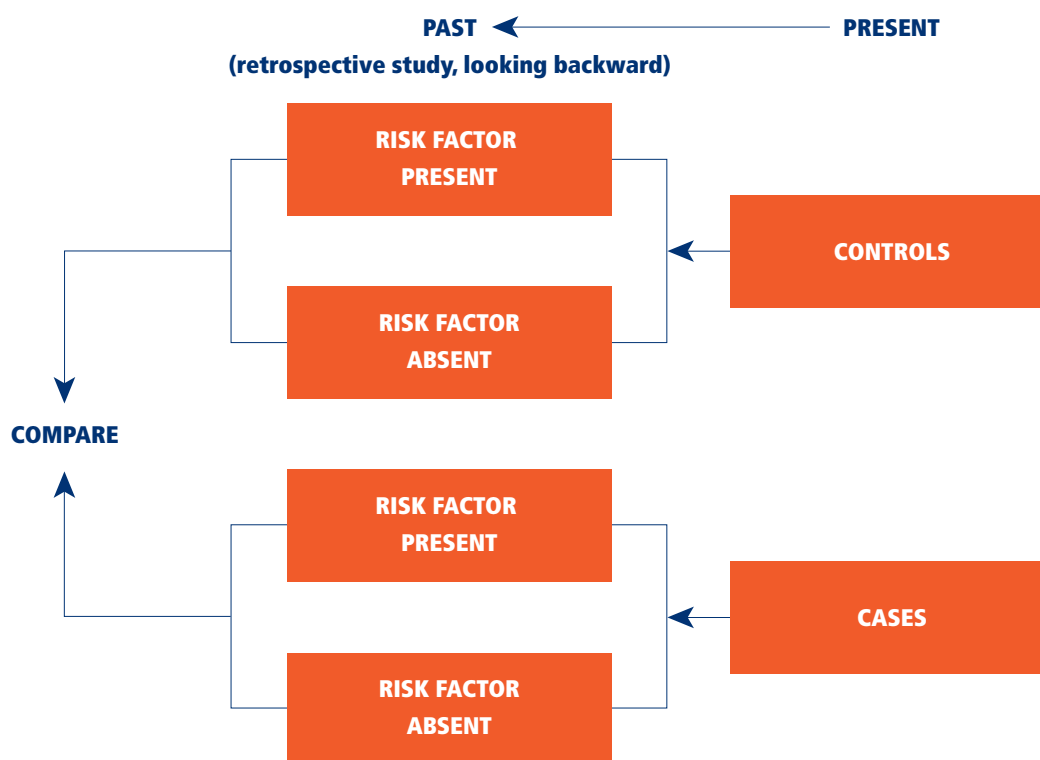 PAST PRESENT
(retrospective study, looking backward)
RISK FACTOR
PRESENT
CONTROLS
RISK FACTOR
ABSENT
COMPARE
RISK FACTOR
PRESENT
CASES
RISK FACTOR
ABSENT